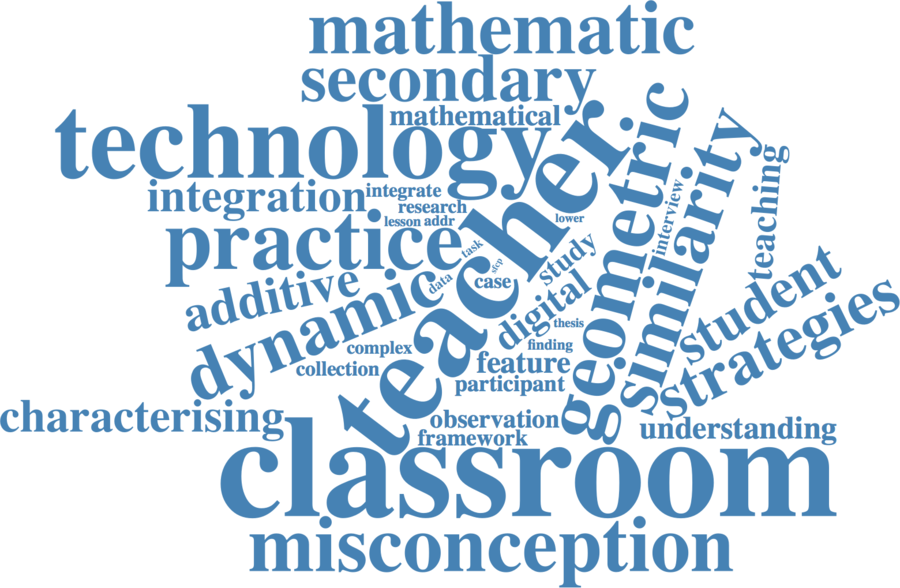 mathematic
secondary
technology
mathematical
integration
integrate
research
lesson
addr
lower
practice
teacher
geometric
similarity
interview
teaching
task
sfcp
data
case
study
digital
additive
dynamic
student
strategies
thesis
finding
complex
collection
feature
participant
characterising
observation
framework
understanding
classroom
misconception